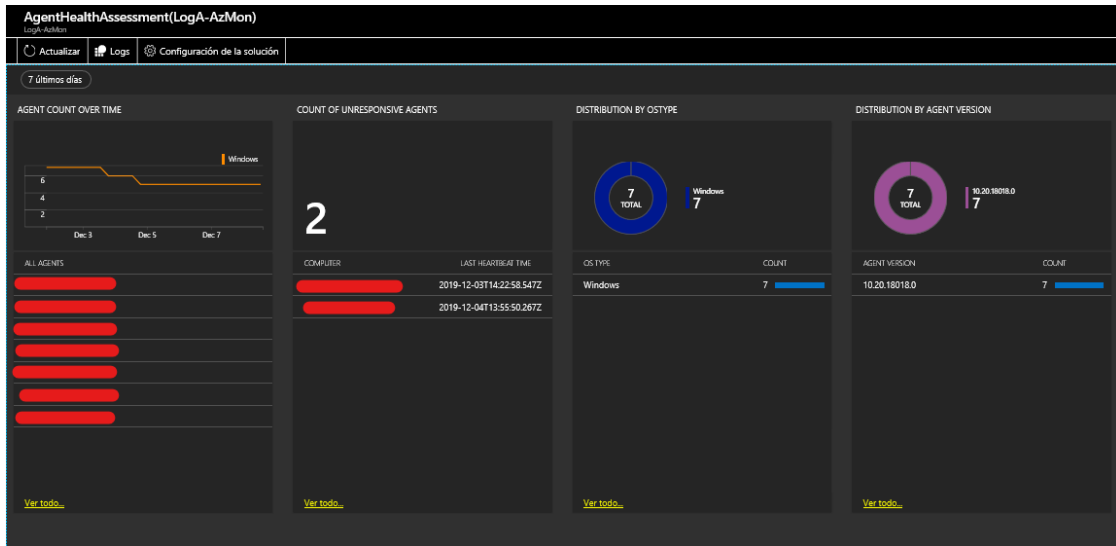 AgentHealthAssessment(LogA-AzMon)
LogA-AzMon
Actualizar Logs Configuración de la solución
7 últimos días
AGENT COUNT OVER TIME
Windows
6
4
2
Dec 3 Dec 5 Dec 7
ALL AGENTS
Ver todo...
COUNT OF UNRESPONSIVE AGENTS
2
COMPUTER LAST HEARTBEAT TIME
2019-12-03T14:22:58.547Z
2019-12-04T13:55:50.267Z
Ver todo...
DISTRIBUTION BY OSTYPE
7
TOTAL
Windows
7
OS TYPE COUNT
Windows 7
Ver todo...
DISTRIBUTION BY AGENT VERSION
7
TOTAL
10.20.18018.0
7
AGENT VERSION COUNT
10.20.18018.0 7
Ver todo...